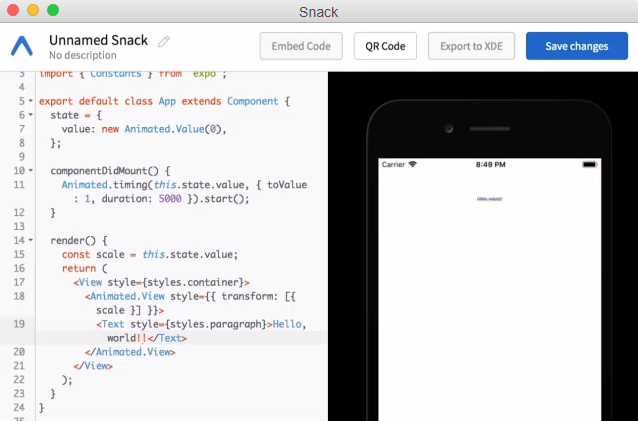 Snack
Unnamed Snack
No description
Embed Code
QR Code
Export to XDE
Save changes
3 import { Constants } from 'expo';
4
5 export default class App extends Component {
6 state = {
7 value: new Animated.Value(0),
8 };
9
10 componentDidMount() {
11 Animated.timing(this.state.value, { toValue
: 1, duration: 5000 }).start();
12 }
13
14 render() {
15 const scale = this.state.value;
16 return (
17 <View style={styles.container}>
18 <Animated.View style={{ transform: [{
scale }] }}>
19 <Text style={styles.paragraph}>Hello,
world!!</Text>
20 </Animated.View>
21 </View>
22 );
23 }
24 }
25
Carrier
8:49 PM